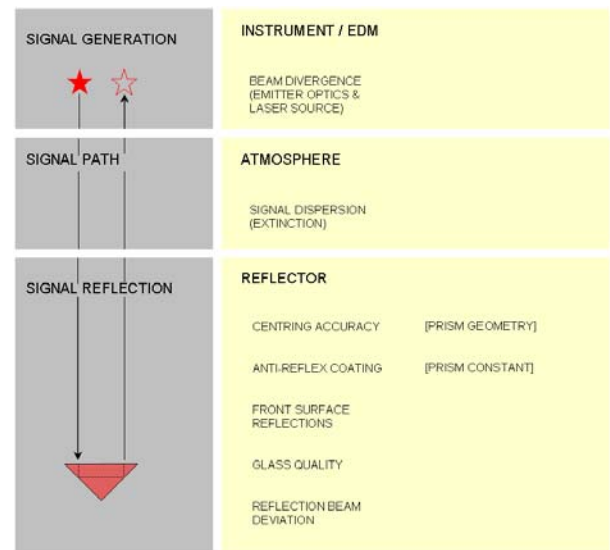 SIGNAL GENERATION
INSTRUMENT / EDM
BEAM DIVERGENCE
(EMITTER OPTICS &
LASER SOURCE)
SIGNAL PATH
ATMOSPHERE
SIGNAL DISPERSION
(EXTINCTION)
SIGNAL REFLECTION
REFLECTOR
CENTRING ACCURACY [PRISM GEOMETRY]
ANTI-REFLEX COATING [PRISM CONSTANT]
FRONT SURFACE
REFLECTIONS
GLASS QUALITY
REFLECTION BEAM
DEVIATION